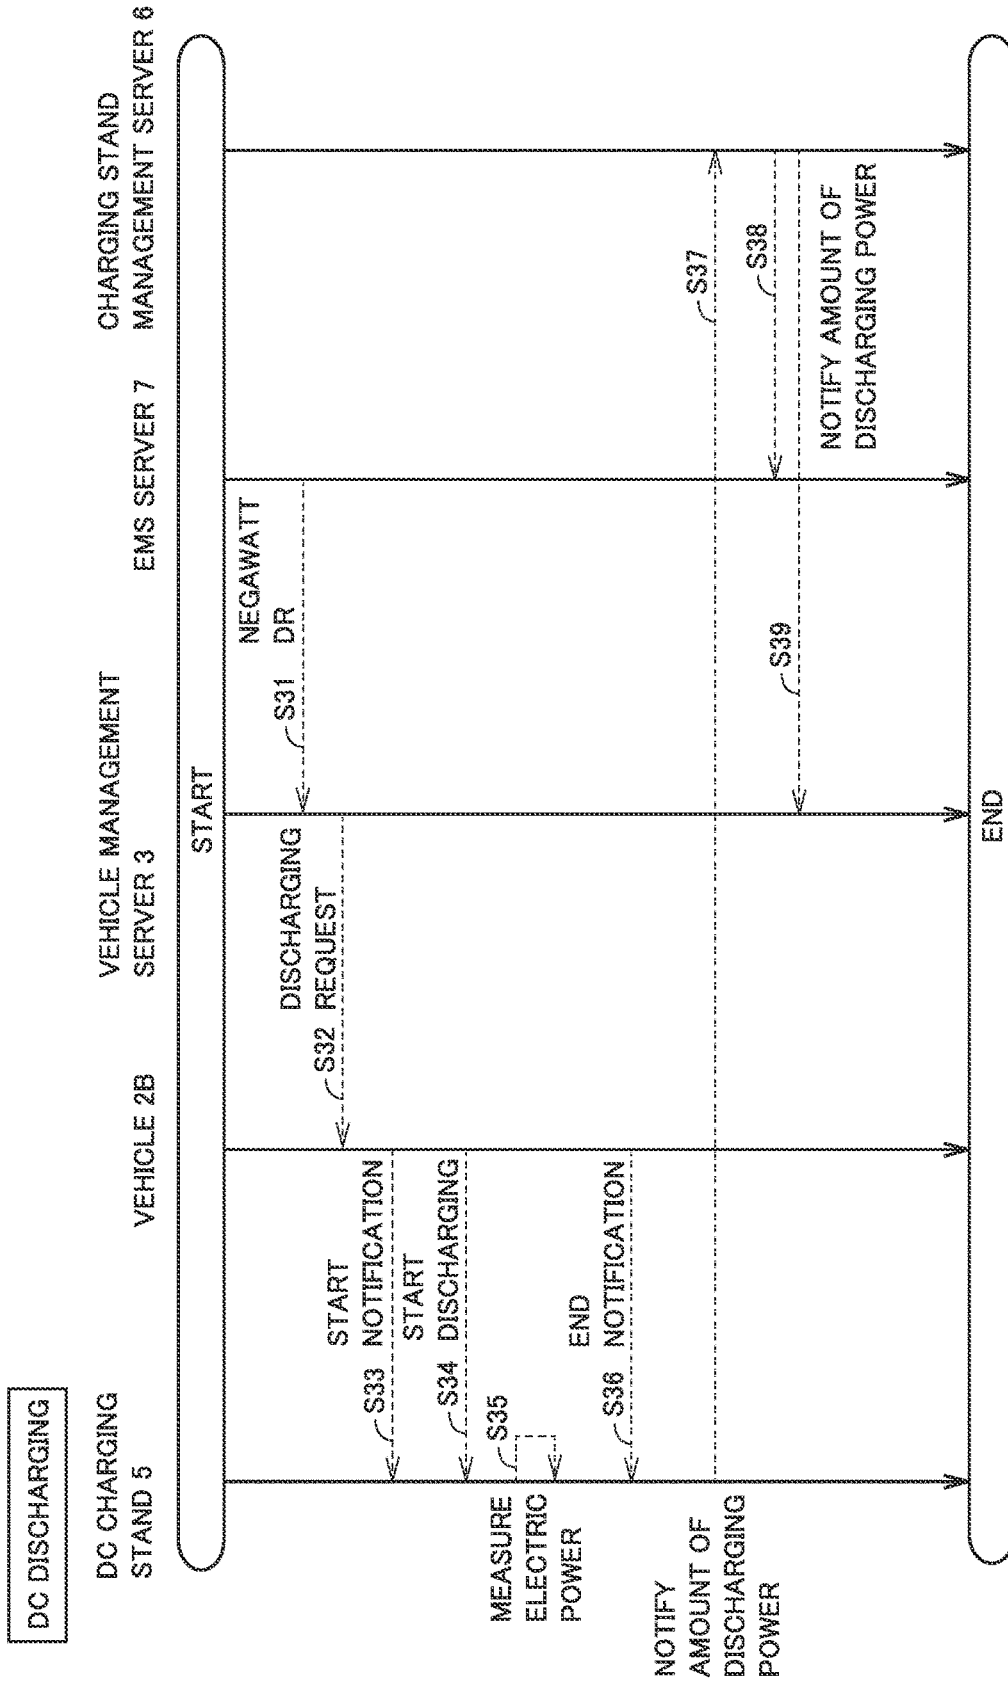 DC DISCHARGING
DC CHARGING
STAND 5
VEHICLE 2B
VEHICLE MANAGEMENT
SERVER 3
EMS SERVER 7
CHARGING STAND
MANAGEMENT SERVER 6
START
NEGAWATT
DR
S31
DISCHARGING
REQUEST
S32
START
NOTIFICATION
S33
START
DISCHARGING
S34
S35
MEASURE
ELECTRIC
POWER
END
NOTIFICATION
S36
NOTIFY
AMOUNT OF
DISCHARGING
POWER
S37
S38
S39
NOTIFY AMOUNT OF
DISCHARGING POWER
END